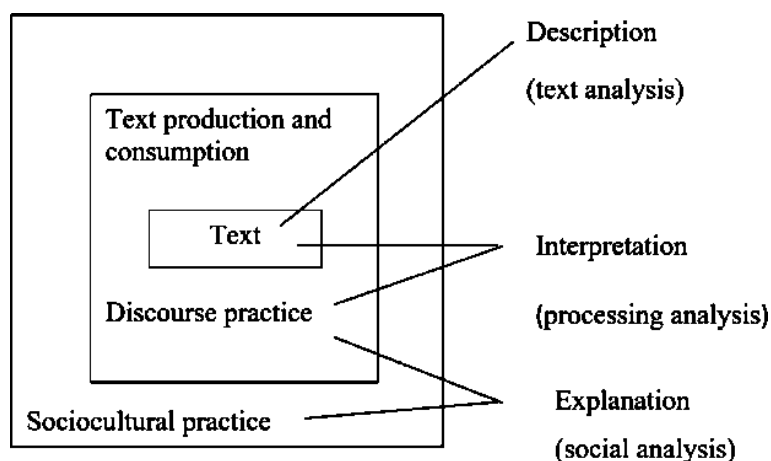 Description
(text analysis)
Text production and
consumption
Text
Interpretation
Discourse practice
(processing analysis)
Explanation
Sociocultural practice
(social analysis)